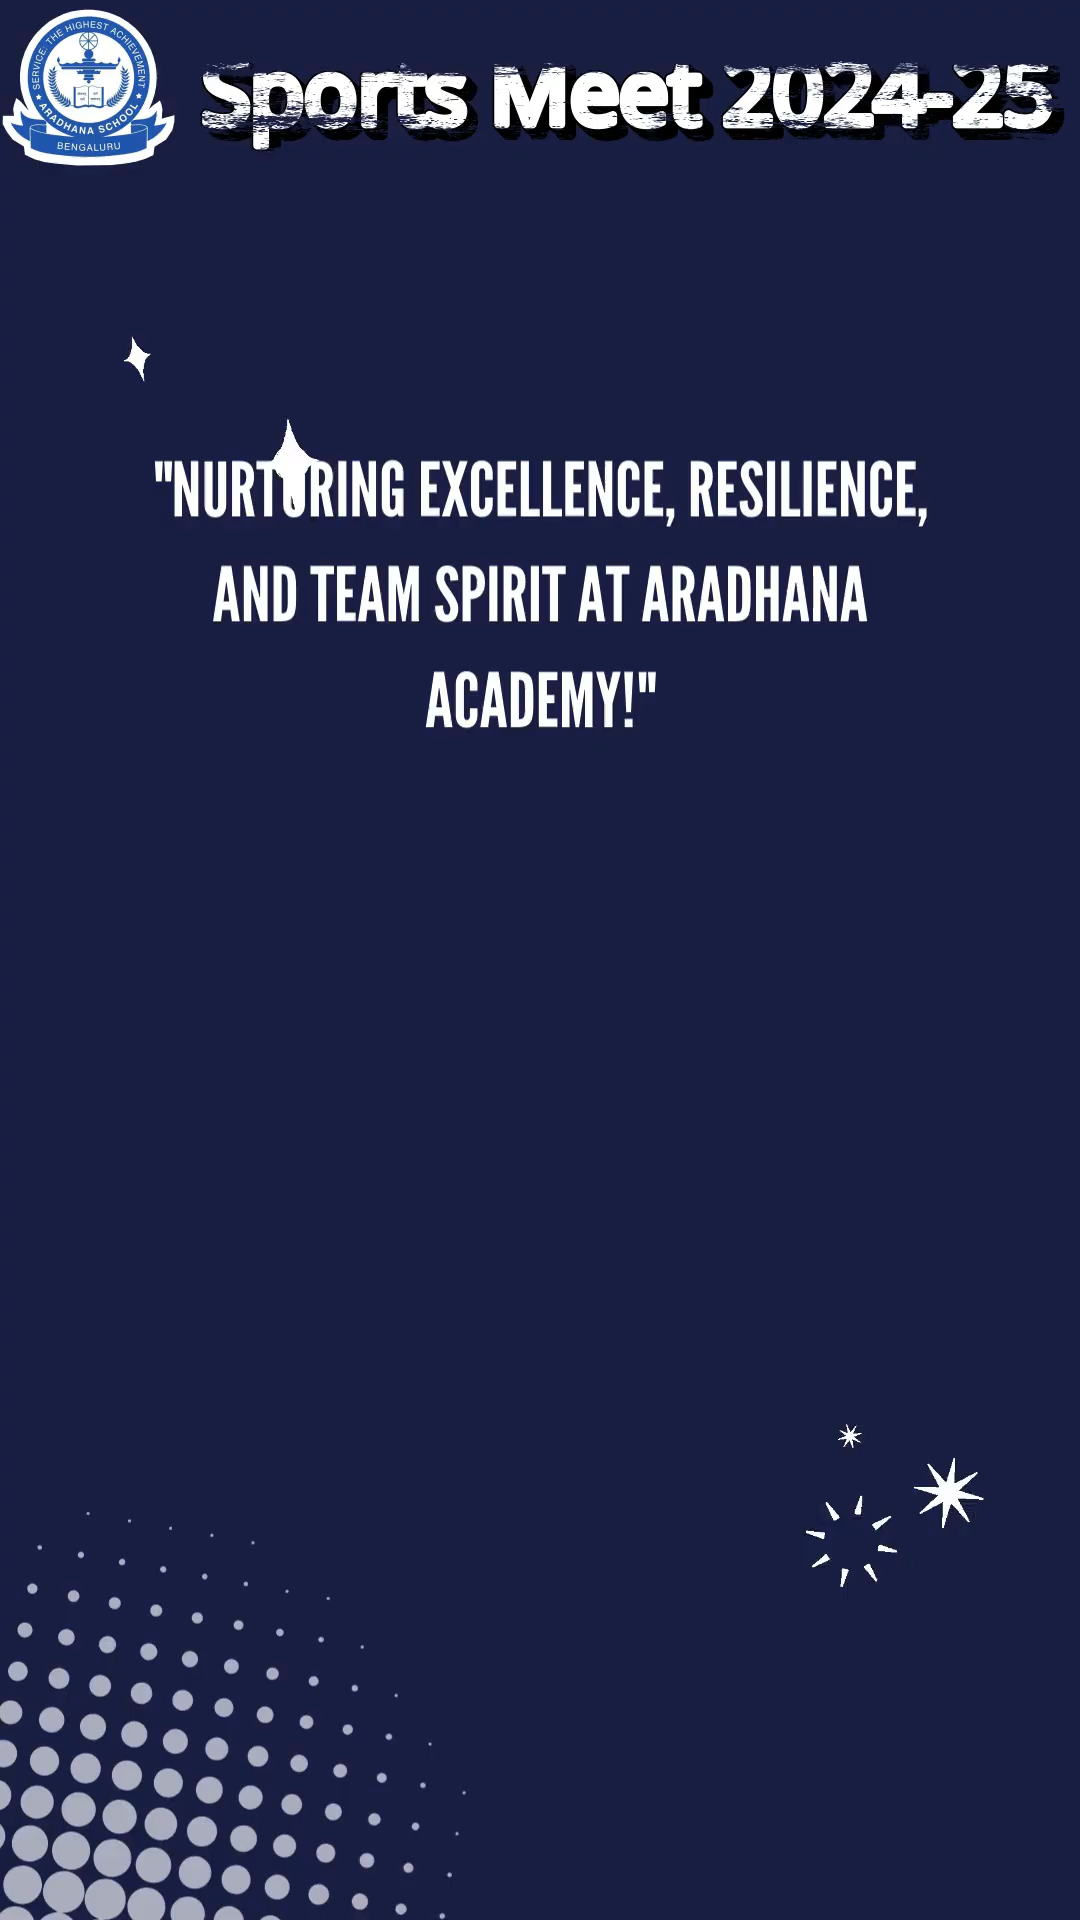 SERVICE: THE HIGHEST ACHIEVEMENT
ARADHANA SCHOOL
BENGALURU
Sports Meet 2024-25
"NURTURING EXCELLENCE, RESILIENCE,
AND TEAM SPIRIT AT ARADHANA
ACADEMY!"